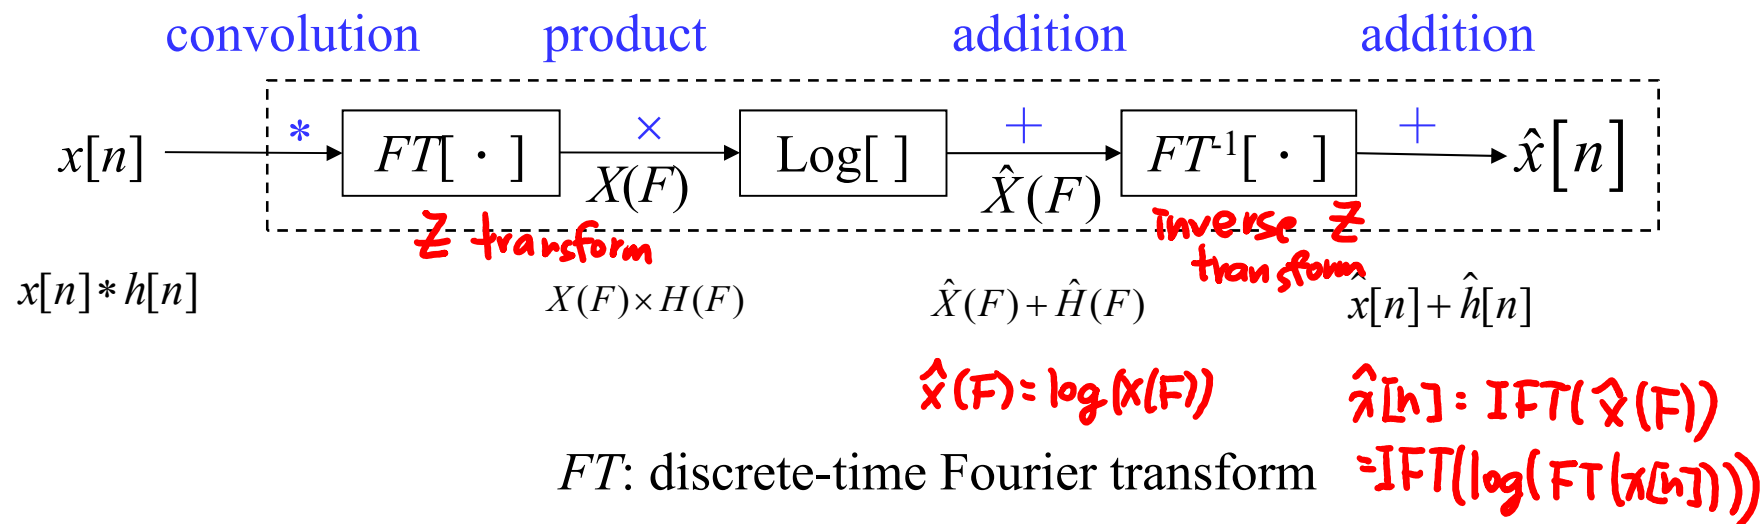 convolution product addition addition
* × + +
x[n] FT[ · ] X(F) Log[ ] X̂(F) FT⁻¹[ · ] x̂[n]
Z transform
inverse Z
transform
x[n]∗h[n] X(F)×H(F) X̂(F)+Ĥ(F) x̂[n]+ĥ[n]
X̂(F)=log(X(F))
x̂[n]=IFT(X̂(F))
=IFT(log(FT(x[n])))
FT: discrete-time Fourier transform